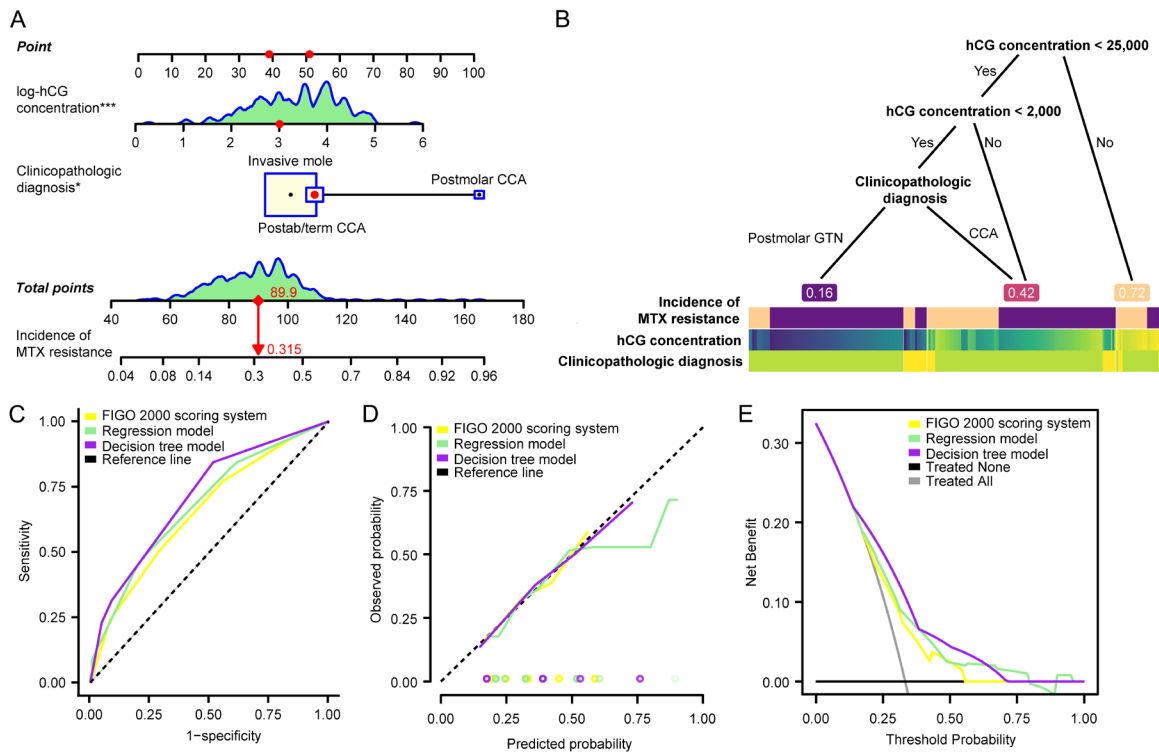 A
Point
0 10 20 30 40 50 60 70 80 90 100
log-hCG
concentration***
0 1 2 3 4 5 6
Invasive mole
Clinicopathologic
diagnosis*
Postmolar CCA
Postab/term CCA
Total points
89.9
40 60 80 100 120 140 160 180
Incidence of
MTX resistance
0.315
0.04 0.08 0.14 0.3 0.5 0.7 0.84 0.92 0.96
B
hCG concentration < 25,000
Yes
hCG concentration < 2,000
Yes No No
Clinicopathologic
diagnosis
Postmolar GTN CCA
0.16 0.42 0.72
Incidence of
MTX resistance
hCG concentration
Clinicopathologic diagnosis
C
FIGO 2000 scoring system
Regression model
Decision tree model
Reference line
Sensitivity
1.00
0.75
0.50
0.25
0.00
0.00 0.25 0.50 0.75 1.00
1−specificity
D
FIGO 2000 scoring system
Regression model
Decision tree model
Reference line
Observed probability
1.00
0.75
0.50
0.25
0.00
0.00 0.25 0.50 0.75 1.00
Predicted probability
E
FIGO 2000 scoring system
Regression model
Decision tree model
Treated None
Treated All
Net Benefit
0.30
0.20
0.10
0.00
0.00 0.25 0.50 0.75 1.00
Threshold Probability